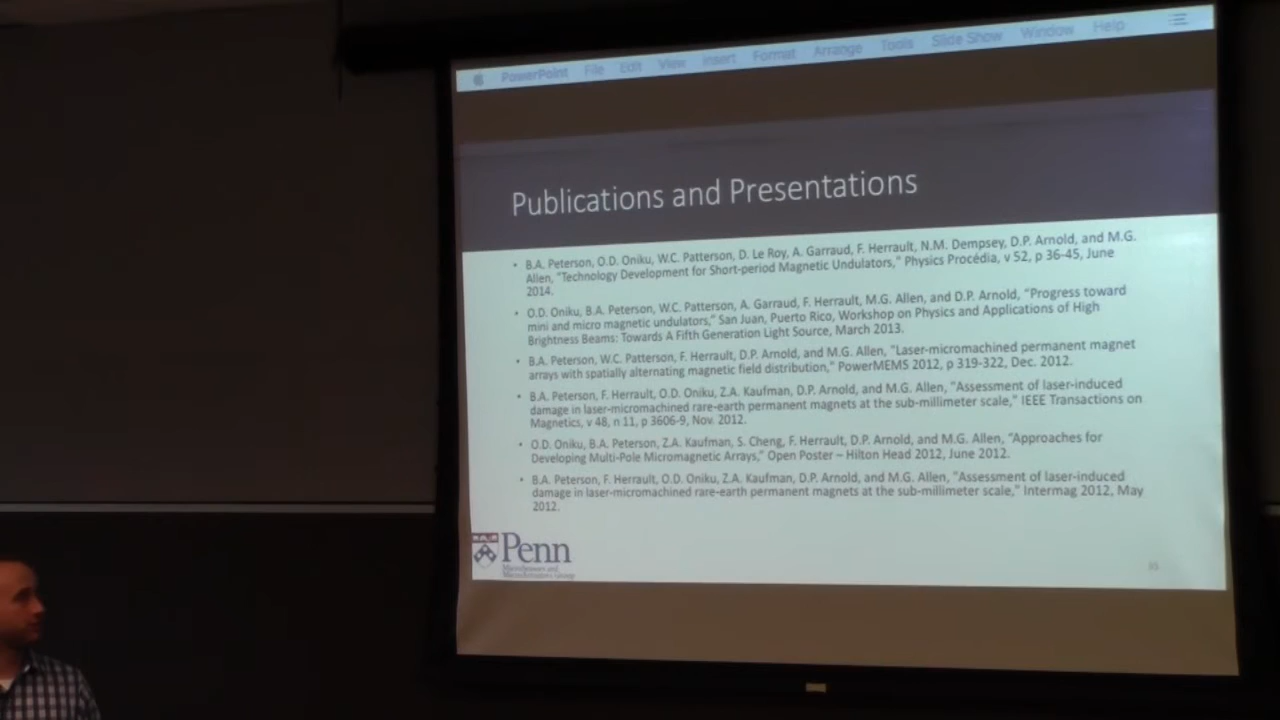 PowerPoint File Edit View Insert Format Arrange Tools Slide Show Window Help
Publications and Presentations
• B.A. Peterson, O.D. Oniku, W.C. Patterson, D. Le Roy, A. Garraud, F. Herrault, N.M. Dempsey, D.P. Arnold, and M.G.
Allen, "Technology Development for Short-period Magnetic Undulators," Physics Procédia, v 52, p 36-45, June
2014.
• O.D. Oniku, B.A. Peterson, W.C. Patterson, A. Garraud, F. Herrault, M.G. Allen, and D.P. Arnold, "Progress toward
mini and micro magnetic undulators," San Juan, Puerto Rico, Workshop on Physics and Applications of High
Brightness Beams: Towards A Fifth Generation Light Source, March 2013.
• B.A. Peterson, W.C. Patterson, F. Herrault, D.P. Arnold, and M.G. Allen, "Laser-micromachined permanent magnet
arrays with spatially alternating magnetic field distribution," PowerMEMS 2012, p 319-322, Dec. 2012.
• B.A. Peterson, F. Herrault, O.D. Oniku, Z.A. Kaufman, D.P. Arnold, and M.G. Allen, "Assessment of laser-induced
damage in laser-micromachined rare-earth permanent magnets at the sub-millimeter scale," IEEE Transactions on
Magnetics, v 48, n 11, p 3606-9, Nov. 2012.
• O.D. Oniku, B.A. Peterson, Z.A. Kaufman, S. Cheng, F. Herrault, D.P. Arnold, and M.G. Allen, "Approaches for
Developing Multi-Pole Micromagnetic Arrays," Open Poster – Hilton Head 2012, June 2012.
• B.A. Peterson, F. Herrault, O.D. Oniku, Z.A. Kaufman, D.P. Arnold, and M.G. Allen, "Assessment of laser-induced
damage in laser-micromachined rare-earth permanent magnets at the sub-millimeter scale," Intermag 2012, May
2012.
Penn